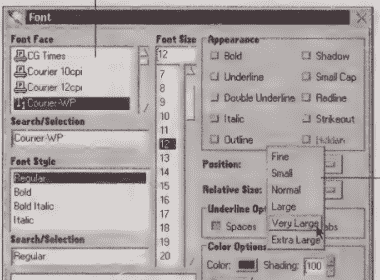 Font
Font Face
CG Times
Courier 10cpi
Courier 12cpi
Courier-WP
Search/Selection
Courier-WP
Font Style
Regular
Bold
Bold Italic
Italic
Search/Selection
Regular
Font Size
12
7
8
9
10
11
12
13
14
15
16
17
18
19
20
Appearance
Bold
Shadow
Underline
Small Cap
Double Underline
Redline
Italic
Strikeout
Outline
Hidden
Position:
Relative Size:
Fine
Small
Normal
Large
Very Large
Extra Large
Underline Opt
Spaces
abs
Color Options
Color:
Shading: 100